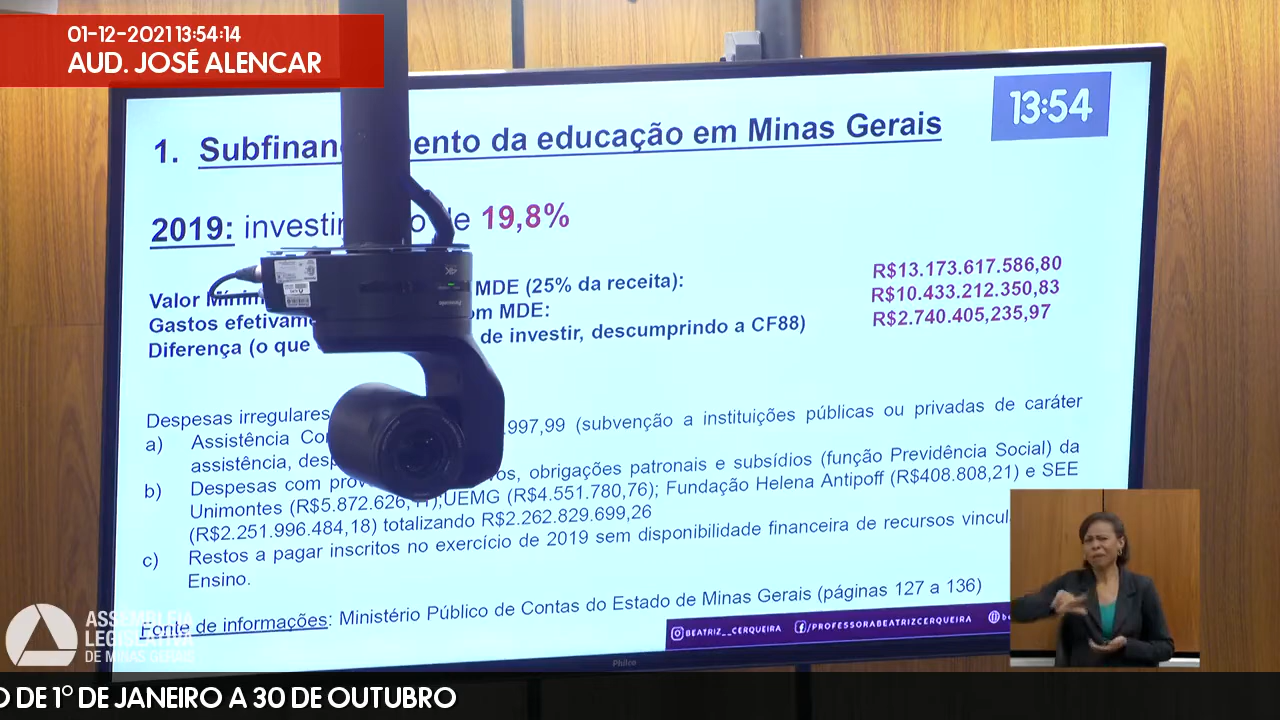 01-12-2021 13:54:14
AUD. JOSÉ ALENCAR
13:54
1. Subfinan ento da educação em Minas Gerais
2019: investi o de 19,8%
Valor Mínim MDE (25% da receita): R$13.173.617.586,80
Gastos efetivam om MDE: R$10.433.212.350,83
Diferença (o que de investir, descumprindo a CF88) R$2.740.405,235,97
Despesas irregulares .997,99 (subvenção a instituições públicas ou privadas de caráter
a) Assistência
assistência,
b) Despesas com obrigações patronais e subsídios (função Previdência Social) da
Unimontes UEMG (R$4.551.780,76); Fundação Helena Antipoff (R$408.808,21) e SEE
(R$2.251.996.484,18) totalizando R$2.262.829.699,26
c) Restos a pagar inscritos no exercício de 2019 sem disponibilidade financeira de recursos
Ensino.
Fonte de informações: Ministério Público de Contas do Estado de Minas Gerais (páginas 127 a 136)
BEATRIZ__CERQUEIRA /PROFESSORABEATRIZCERQUEIRA
Philco
ASSEMBLEIA
LEGISLATIVA
DE MINAS GERAIS
O DE 1º DE JANEIRO A 30 DE OUTUBRO